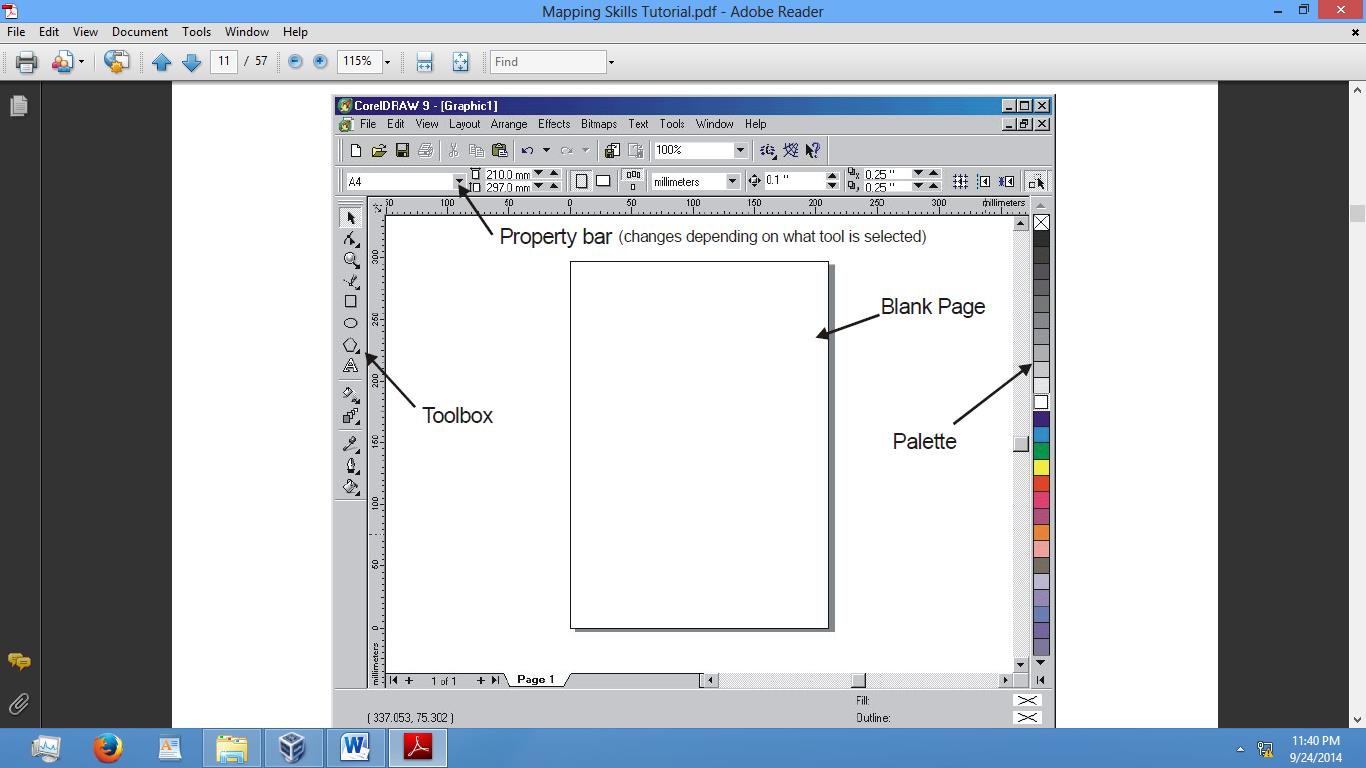 Mapping Skills Tutorial.pdf - Adobe Reader
File Edit View Document Tools Window Help
11 / 57 115% Find
CorelDRAW 9 - [Graphic1]
File Edit View Layout Arrange Effects Bitmaps Text Tools Window Help
100%
A4 210.0 mm 297.0 mm millimeters 0.1 " 0.25 " 0.25 "
50 100 50 0 50 100 150 200 250 300 millimeters
Property bar (changes depending on what tool is selected)
300
250
200
150
100
50
0
millimeters
Blank Page
Toolbox
Palette
1 of 1 Page 1
Fill:
( 337.053, 75.302 ) Outline:
11:40 PM
9/24/2014